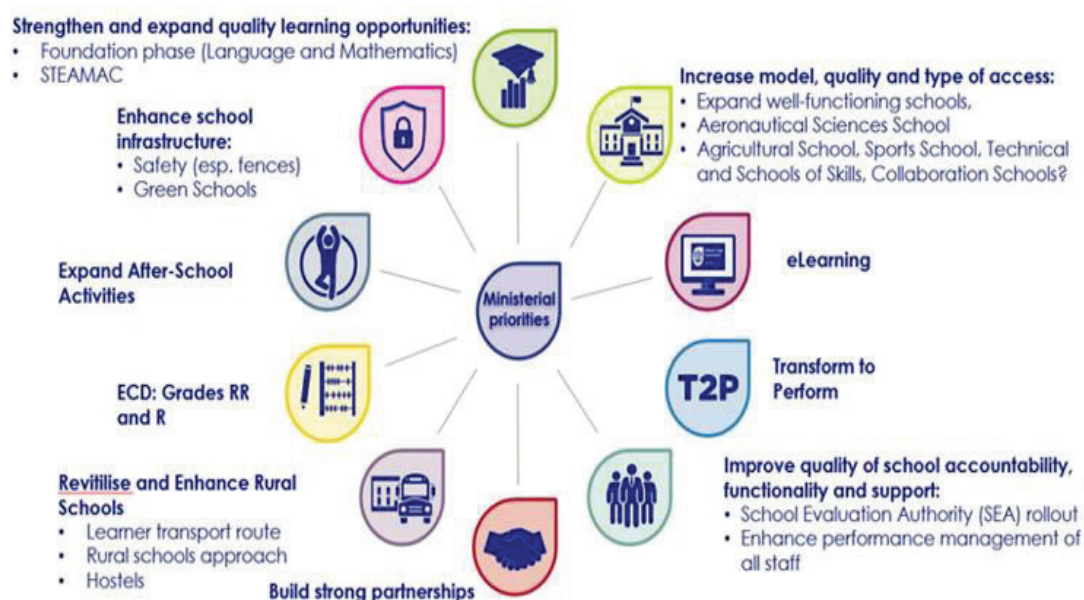 Strengthen and expand quality learning opportunities:
• Foundation phase (Language and Mathematics)
• STEAMAC
Increase model, quality and type of access:
• Expand well-functioning schools,
• Aeronautical Sciences School
• Agricultural School, Sports School, Technical
and Schools of Skills, Collaboration Schools?
Enhance school
infrastructure:
• Safety (esp. fences)
• Green Schools
Expand After-School
Activities
Ministerial
priorities
eLearning
ECD: Grades RR
and R
T2P
Transform to
Perform
Revitilise and Enhance Rural
Schools
• Learner transport route
• Rural schools approach
• Hostels
Improve quality of school accountability,
functionality and support:
• School Evaluation Authority (SEA) rollout
• Enhance performance management of
all staff
Build strong partnerships